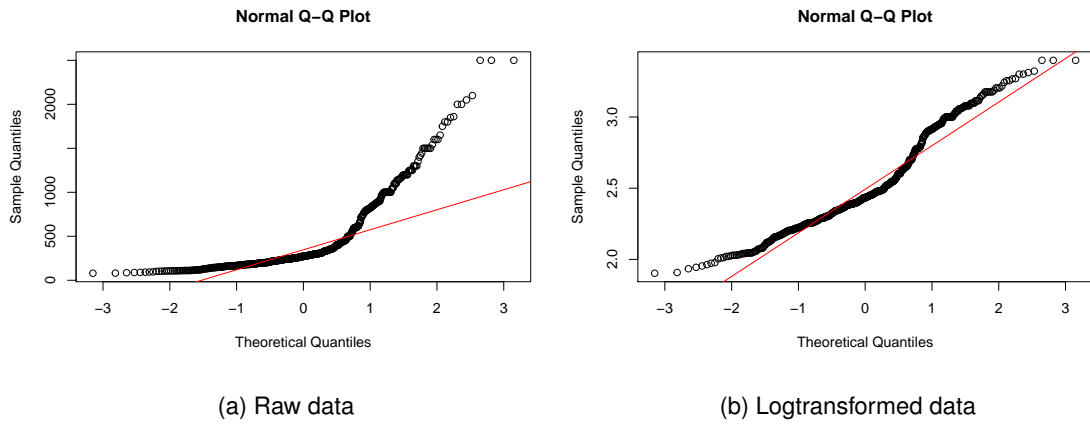 Normal Q−Q Plot
Sample Quantiles
0 500 1000 2000
−3 −2 −1 0 1 2 3
Theoretical Quantiles
(a) Raw data
Normal Q−Q Plot
Sample Quantiles
2.0 2.5 3.0
−3 −2 −1 0 1 2 3
Theoretical Quantiles
(b) Logtransformed data